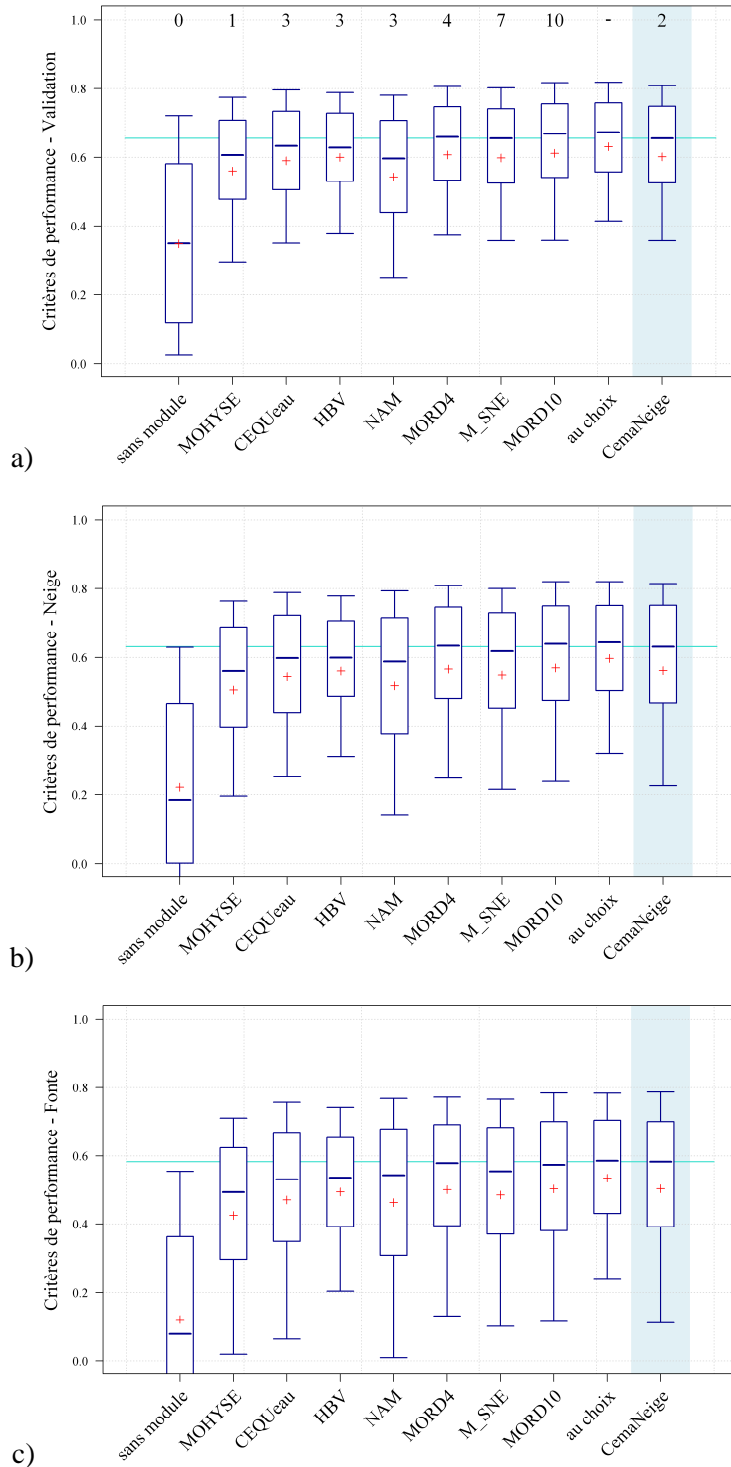 0 1 3 3 3 4 7 10 - 2
Critères de performance - Validation
1.0
0.8
0.6
0.4
0.2
0.0
sans module MOHYSE CEQUeau HBV NAM MORD4 M_SNE MORD10 au choix CemaNeige
a)
Critères de performance - Neige
1.0
0.8
0.6
0.4
0.2
0.0
sans module MOHYSE CEQUeau HBV NAM MORD4 M_SNE MORD10 au choix CemaNeige
b)
Critères de performance - Fonte
1.0
0.8
0.6
0.4
0.2
0.0
sans module MOHYSE CEQUeau HBV NAM MORD4 M_SNE MORD10 au choix CemaNeige
c)